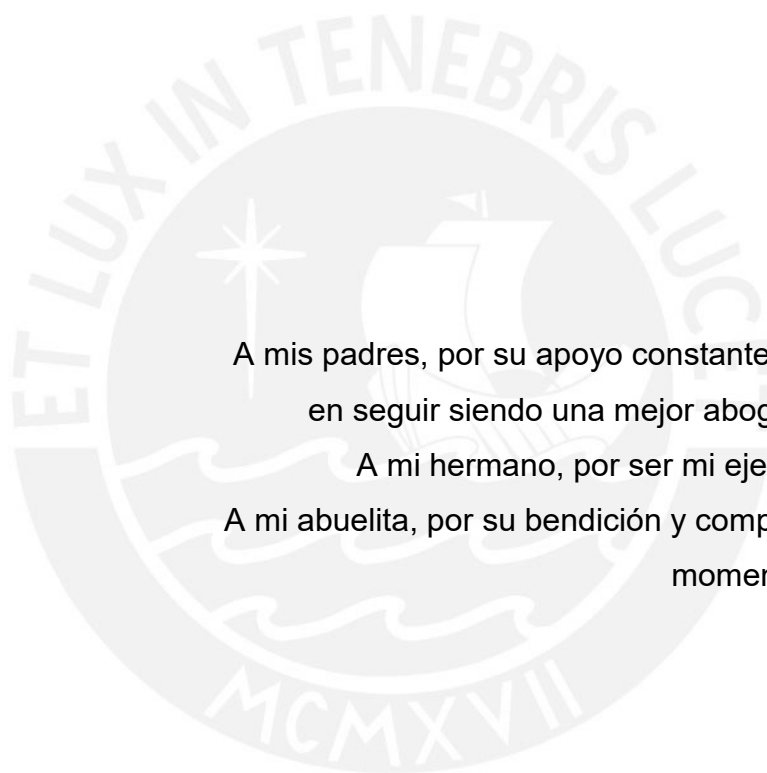 ET LUX IN TENEBRIS LUCET
A mis padres, por su apoyo constante
en seguir siendo una mejor
A mi hermano, por ser mi
A mi abuelita, por su bendición y
MCMXVII